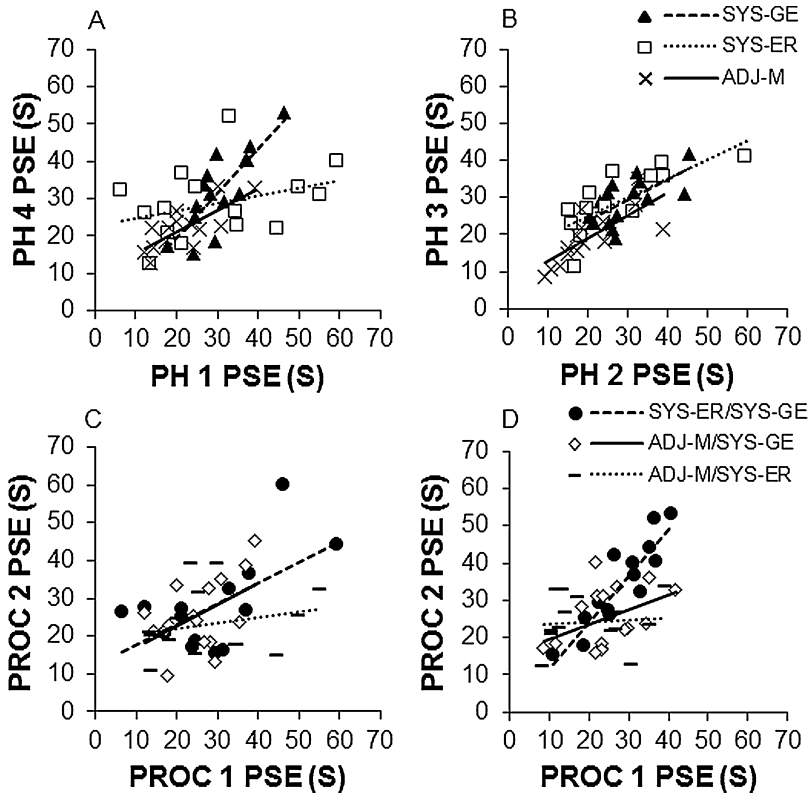 A
PH 4 PSE (S)
70
60
50
40
30
20
10
0
0 10 20 30 40 50 60 70
PH 1 PSE (S)
B
SYS-GE
SYS-ER
ADJ-M
PH 3 PSE (S)
70
60
50
40
30
20
10
0
0 10 20 30 40 50 60 70
PH 2 PSE (S)
C
PROC 2 PSE (S)
70
60
50
40
30
20
10
0
0 10 20 30 40 50 60 70
PROC 1 PSE (S)
D
SYS-ER/SYS-GE
ADJ-M/SYS-GE
ADJ-M/SYS-ER
PROC 2 PSE (S)
70
60
50
40
30
20
10
0
0 10 20 30 40 50 60 70
PROC 1 PSE (S)